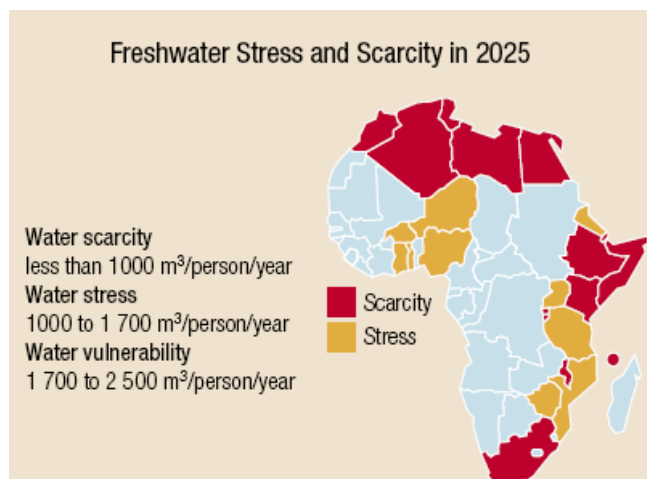 Freshwater Stress and Scarcity in 2025
Water scarcity
less than 1000 m³/person/year
Water stress
1000 to 1 700 m³/person/year
Water vulnerability
1 700 to 2 500 m³/person/year
Scarcity
Stress